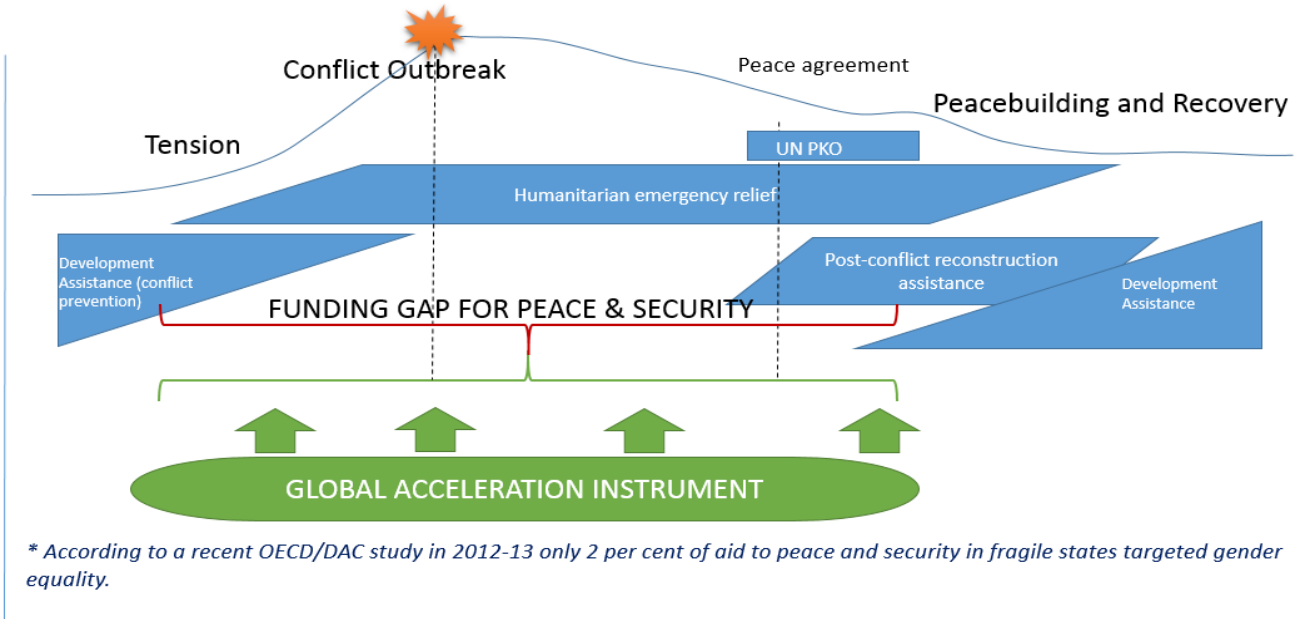 Conflict Outbreak
Peace agreement
Peacebuilding and Recovery
Tension
UN PKO
Humanitarian emergency relief
Development
Assistance (conflict
prevention)
Post-conflict reconstruction
assistance
Development
Assistance
FUNDING GAP FOR PEACE & SECURITY
GLOBAL ACCELERATION INSTRUMENT
* According to a recent OECD/DAC study in 2012-13 only 2 per cent of aid to peace and security in fragile states targeted gender
equality.